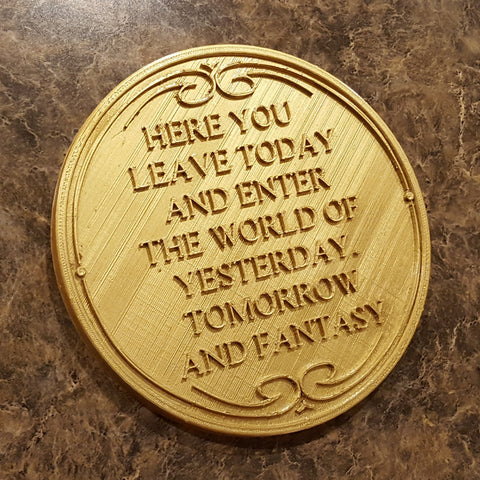 HERE YOU
LEAVE TODAY
AND ENTER
THE WORLD OF
YESTERDAY.
TOMORROW
AND FANTASY